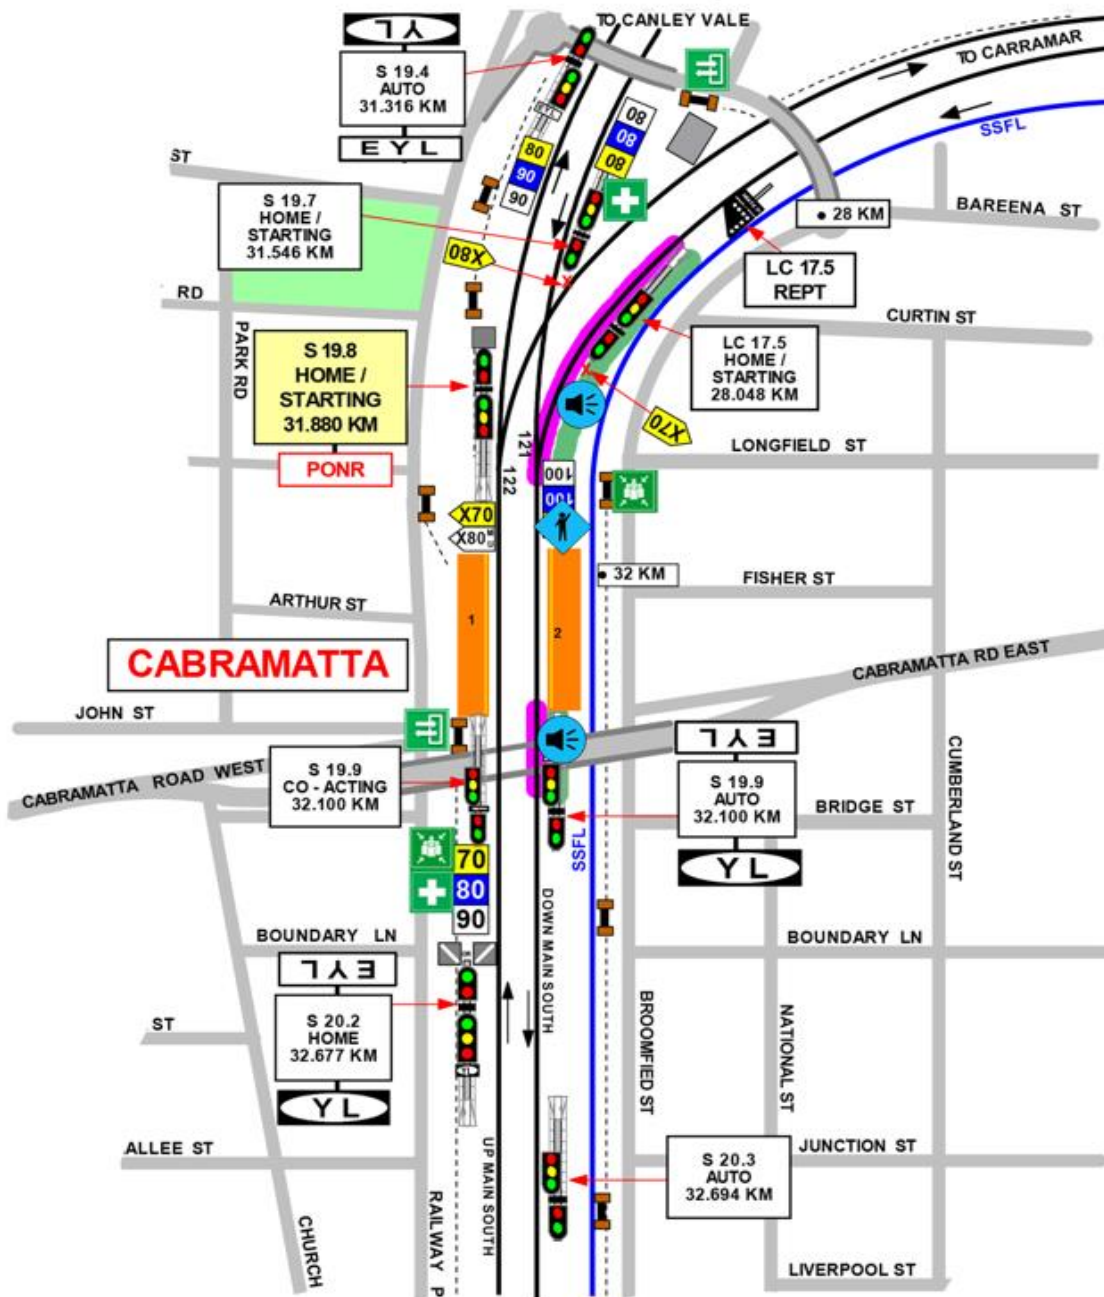 TO CANLEY VALE
YL
S 19.4
AUTO
31.316 KM
EYL
TO CARRAMAR
SSFL
80
80
80
80
90
90
ST
S 19.7
HOME /
STARTING
31.546 KM
X80
28 KM
BAREENA ST
LC 17.5
REPT
RD
CURTIN ST
PARK RD
S 19.8
HOME /
STARTING
31.880 KM
LC 17.5
HOME /
STARTING
28.048 KM
X70
PONR
121
122
LONGFIELD ST
100
100
X70
X80
32 KM
FISHER ST
ARTHUR ST
1
2
CABRAMATTA
CABRAMATTA RD EAST
JOHN ST
EYL
CABRAMATTA ROAD WEST
S 19.9
CO - ACTING
32.100 KM
S 19.9
AUTO
32.100 KM
BRIDGE ST
CUMBERLAND ST
SSFL
YL
70
80
90
DOWN MAIN SOUTH
BOUNDARY LN
BOUNDARY LN
EYL
S 20.2
HOME
32.677 KM
YL
ST
BROOMFIED ST
NATIONAL ST
ALLEE ST
UP MAIN SOUTH
S 20.3
AUTO
32.694 KM
JUNCTION ST
CHURCH
RAILWAY P
LIVERPOOL ST